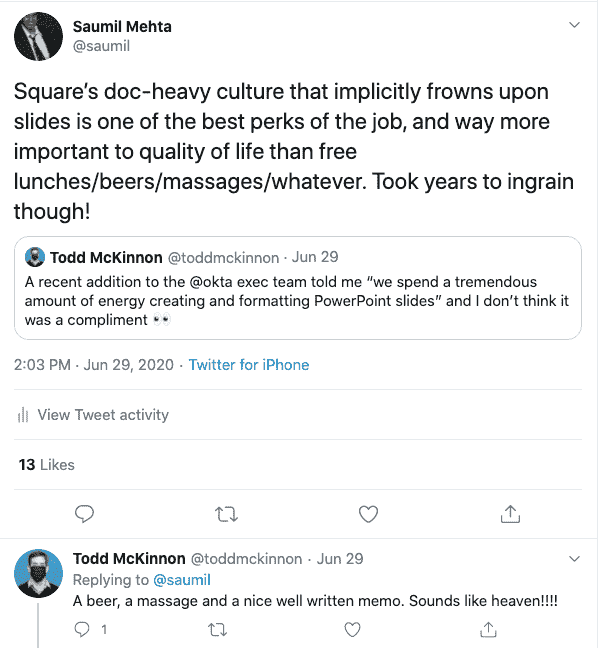 Saumil Mehta
@saumil
Square’s doc-heavy culture that implicitly frowns upon
slides is one of the best perks of the job, and way more
important to quality of life than free
lunches/beers/massages/whatever. Took years to ingrain
though!
Todd McKinnon @toddmckinnon · Jun 29
A recent addition to the @okta exec team told me “we spend a tremendous
amount of energy creating and formatting PowerPoint slides” and I don’t think it
was a compliment 👀
2:03 PM · Jun 29, 2020 · Twitter for iPhone
View Tweet activity
13 Likes
Todd McKinnon @toddmckinnon · Jun 29
Replying to @saumil
A beer, a massage and a nice well written memo. Sounds like heaven!!!!
1